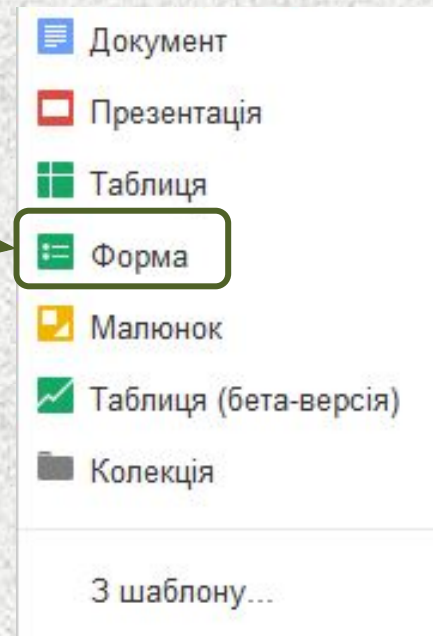 Документ
Презентація
Таблиця
Форма
Малюнок
Таблиця (бета-версія)
Колекція
З шаблону...